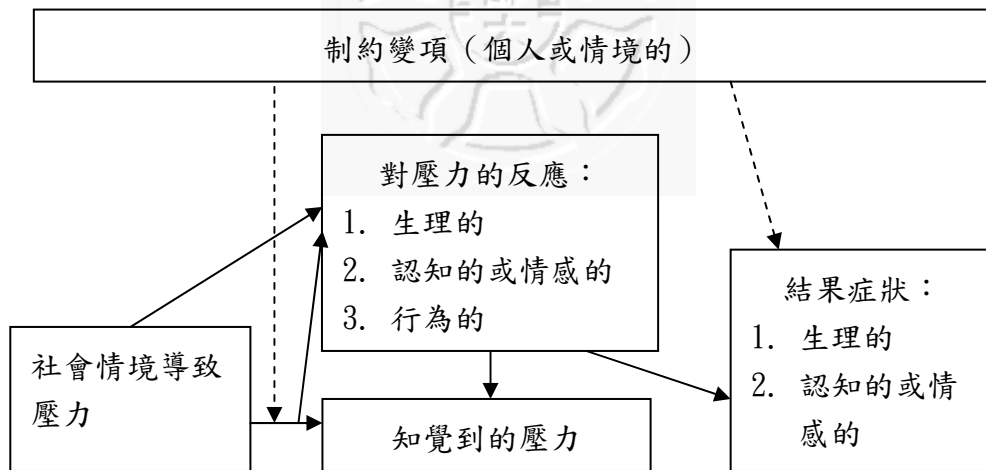 制約變項（個人或情境的）
對壓力的反應：
1. 生理的
2. 認知的或情感的
3. 行為的
結果症狀：
1. 生理的
2. 認知的或情
感的
社會情境導致
壓力
知覺到的壓力